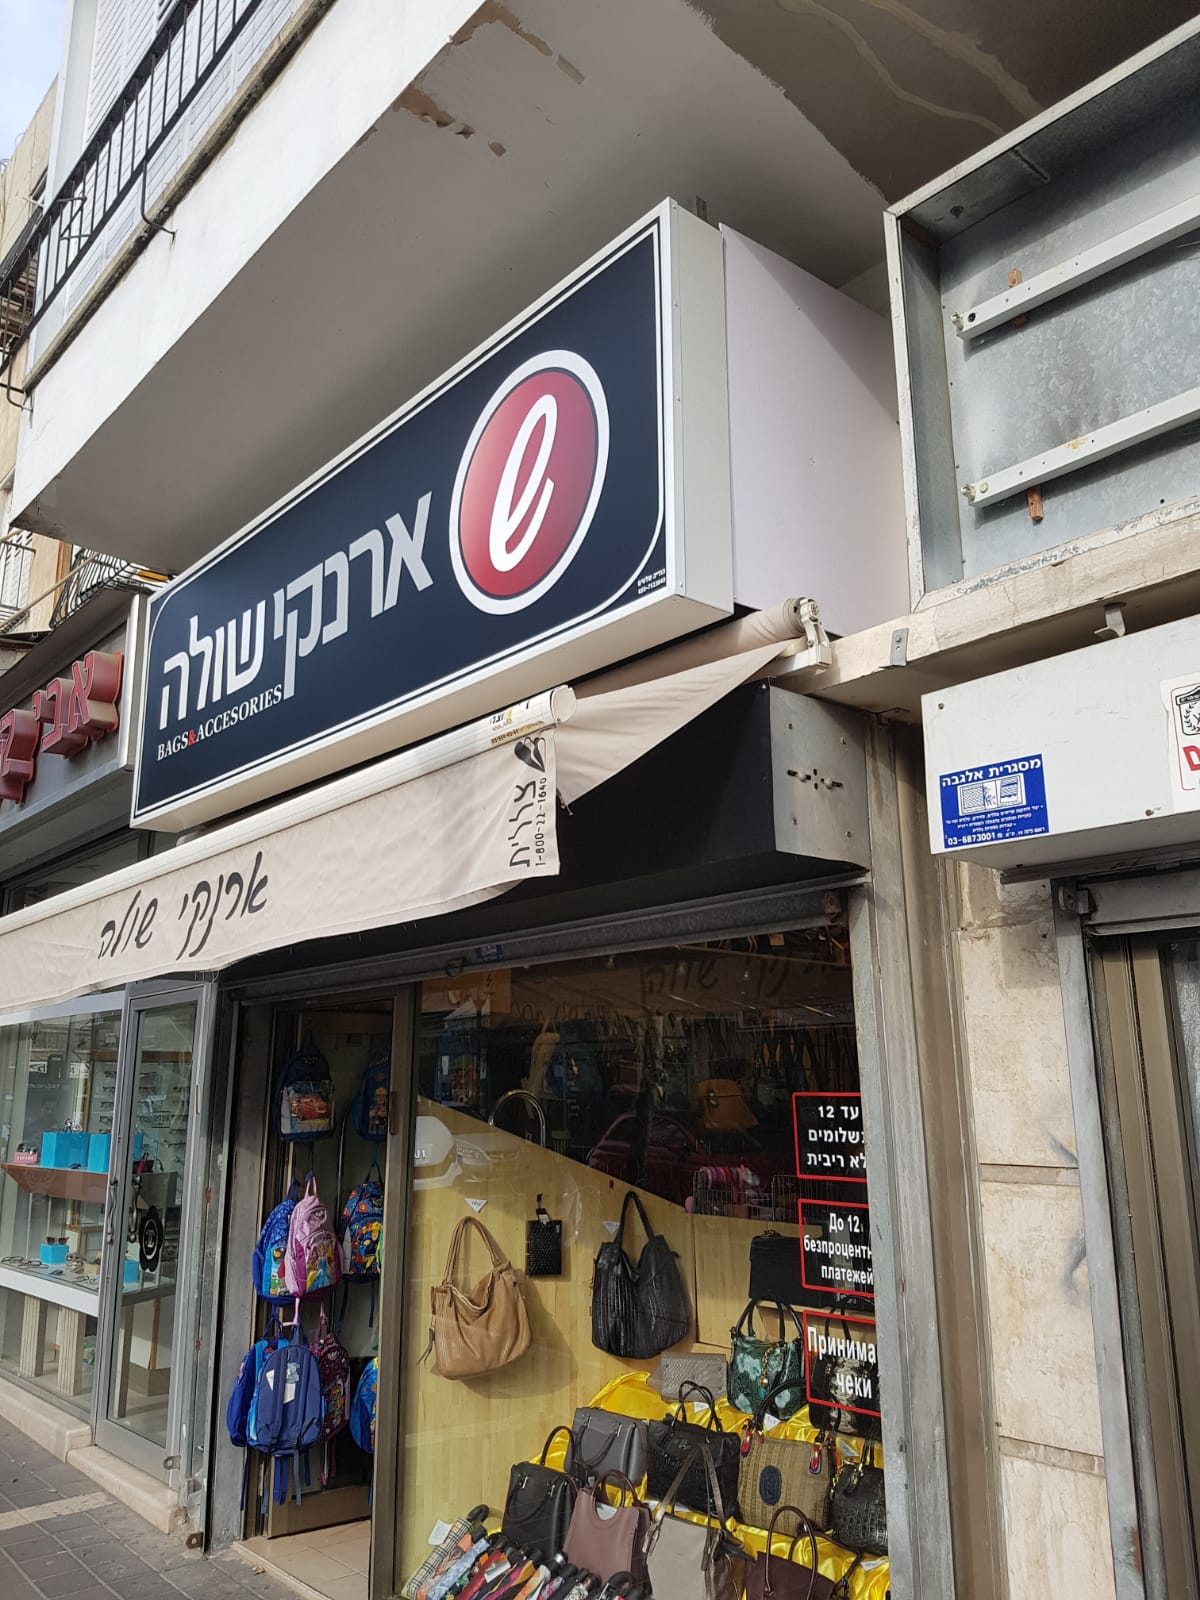 ארנקי שולה
BAGS&ACCESORIES
ארנקי שולה
צללית
1-800-22-1640
אבי
מסגרית אלגבה
03-6873001
עד 12
תשלומים
ללא ריבית
До 12
безпроцентн
платежей
Принима
чеки